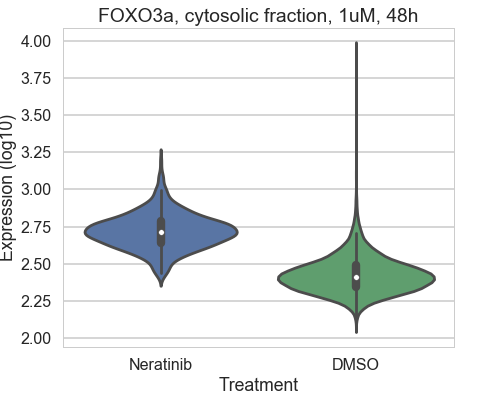 FOXO3a, cytosolic fraction, 1uM, 48h
4.00
3.75
3.50
3.25
3.00
2.75
2.50
2.25
2.00
Expression (log10)
Neratinib
DMSO
Treatment